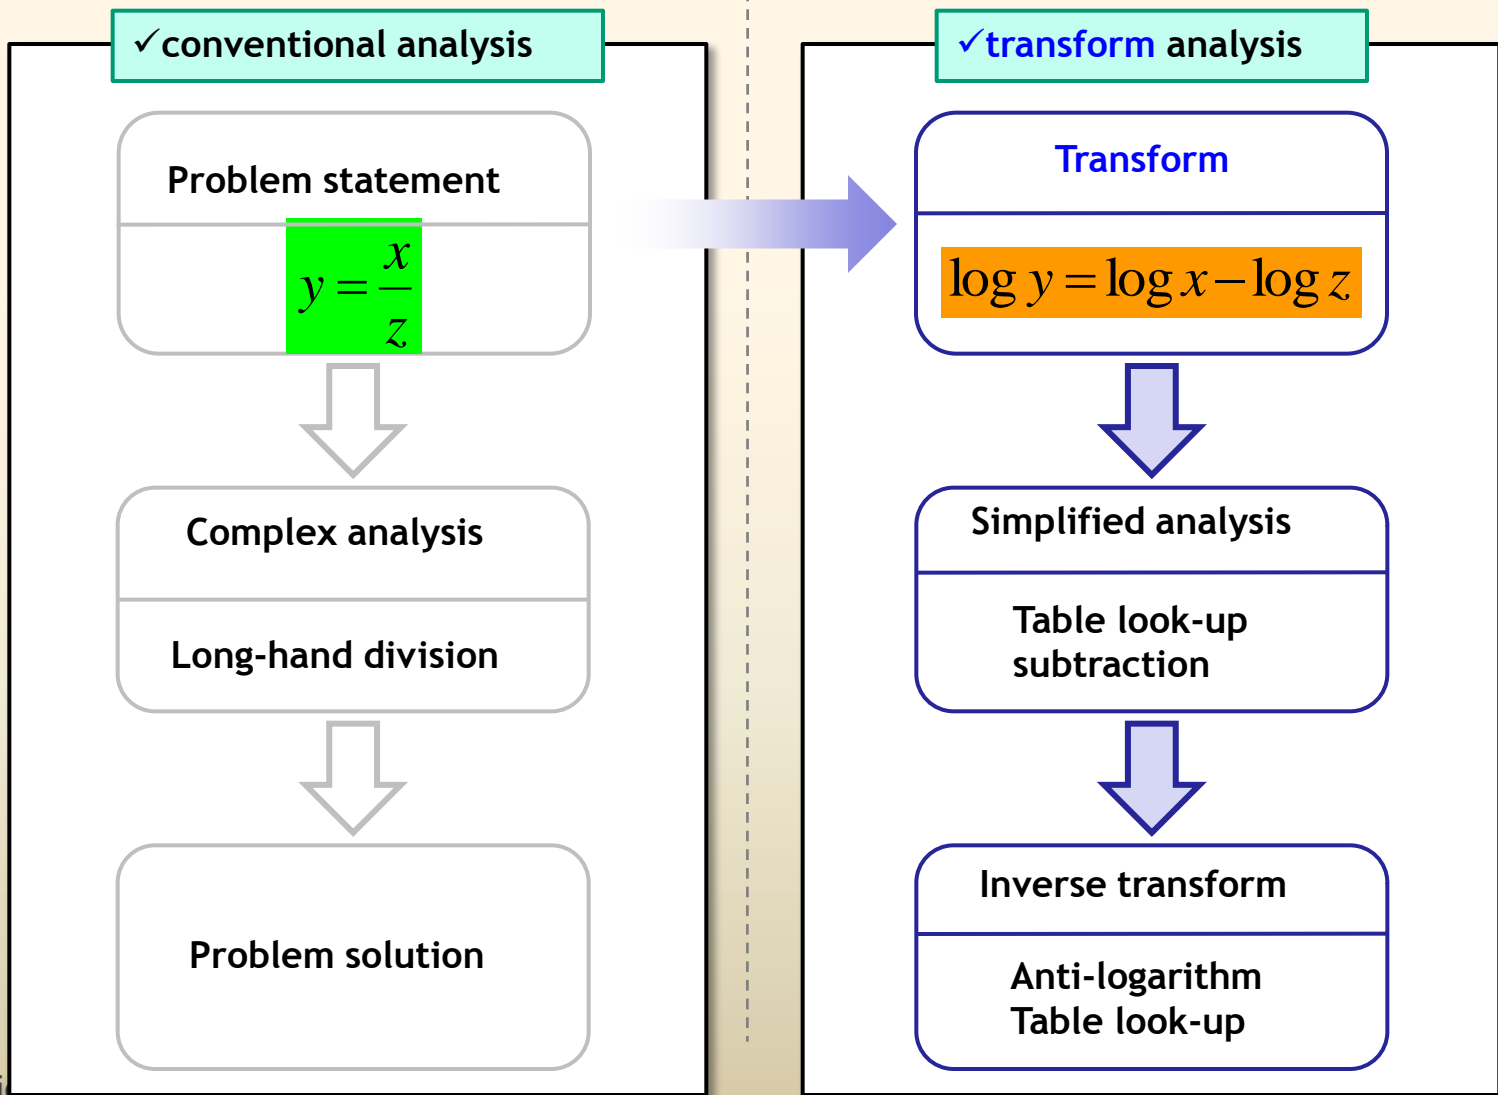 ✓conventional analysis
Problem statement
y = x/z
Complex analysis
Long-hand division
Problem solution
✓transform analysis
Transform
log y = log x − log z
Simplified analysis
Table look-up
subtraction
Inverse transform
Anti-logarithm
Table look-up